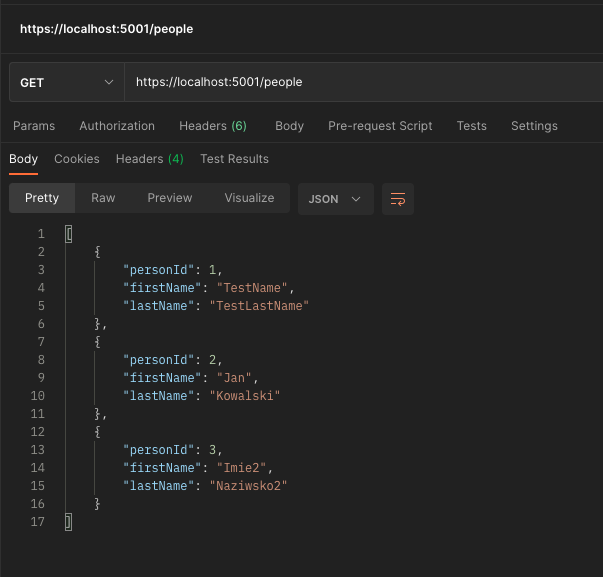 https://localhost:5001/people
GET https://localhost:5001/people
Params Authorization Headers (6) Body Pre-request Script Tests Settings
Body Cookies Headers (4) Test Results
Pretty Raw Preview Visualize JSON
1 [
2 {
3 "personId": 1,
4 "firstName": "TestName",
5 "lastName": "TestLastName"
6 },
7 {
8 "personId": 2,
9 "firstName": "Jan",
10 "lastName": "Kowalski"
11 },
12 {
13 "personId": 3,
14 "firstName": "Imie2",
15 "lastName": "Naziwsko2"
16 }
17 ]